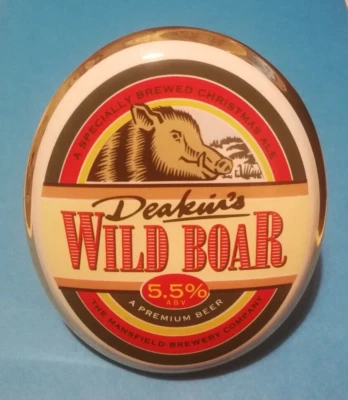 A SPECIALLY BREWED CHRISTMAS ALE
Deakin's
WILD BOAR
5.5%
ABV
A PREMIUM BEER
THE MANSFIELD BREWERY COMPANY